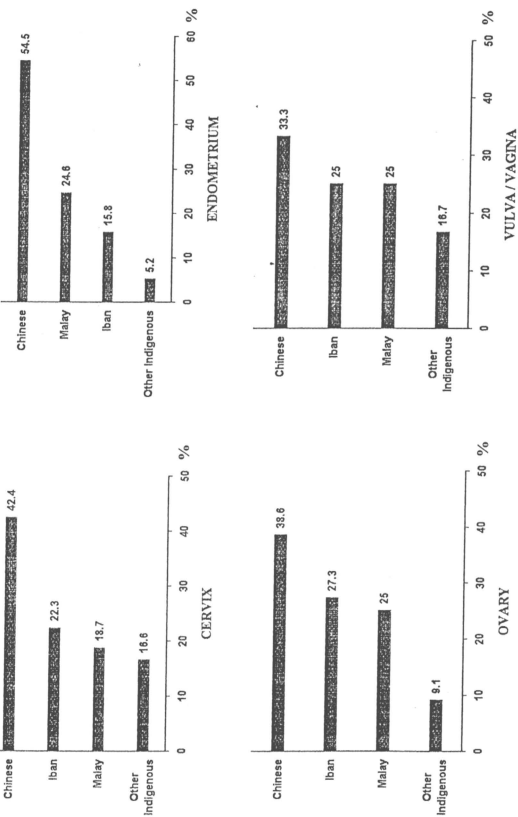 Chinese
42.4
Iban
22.3
Malay
18.7
Other
Indigenous
16.6
0 10 20 30 40 50 %
CERVIX
Chinese
54.5
Malay
24.6
Iban
15.8
Other Indigenous
5.2
0 10 20 30 40 50 60 %
ENDOMETRIUM
Chinese
38.6
Iban
27.3
Malay
25
Other
Indigenous
9.1
0 10 20 30 40 50 %
OVARY
Chinese
33.3
Iban
25
Malay
25
Other
Indigenous
16.7
0 10 20 30 40 50 %
VULVA / VAGINA